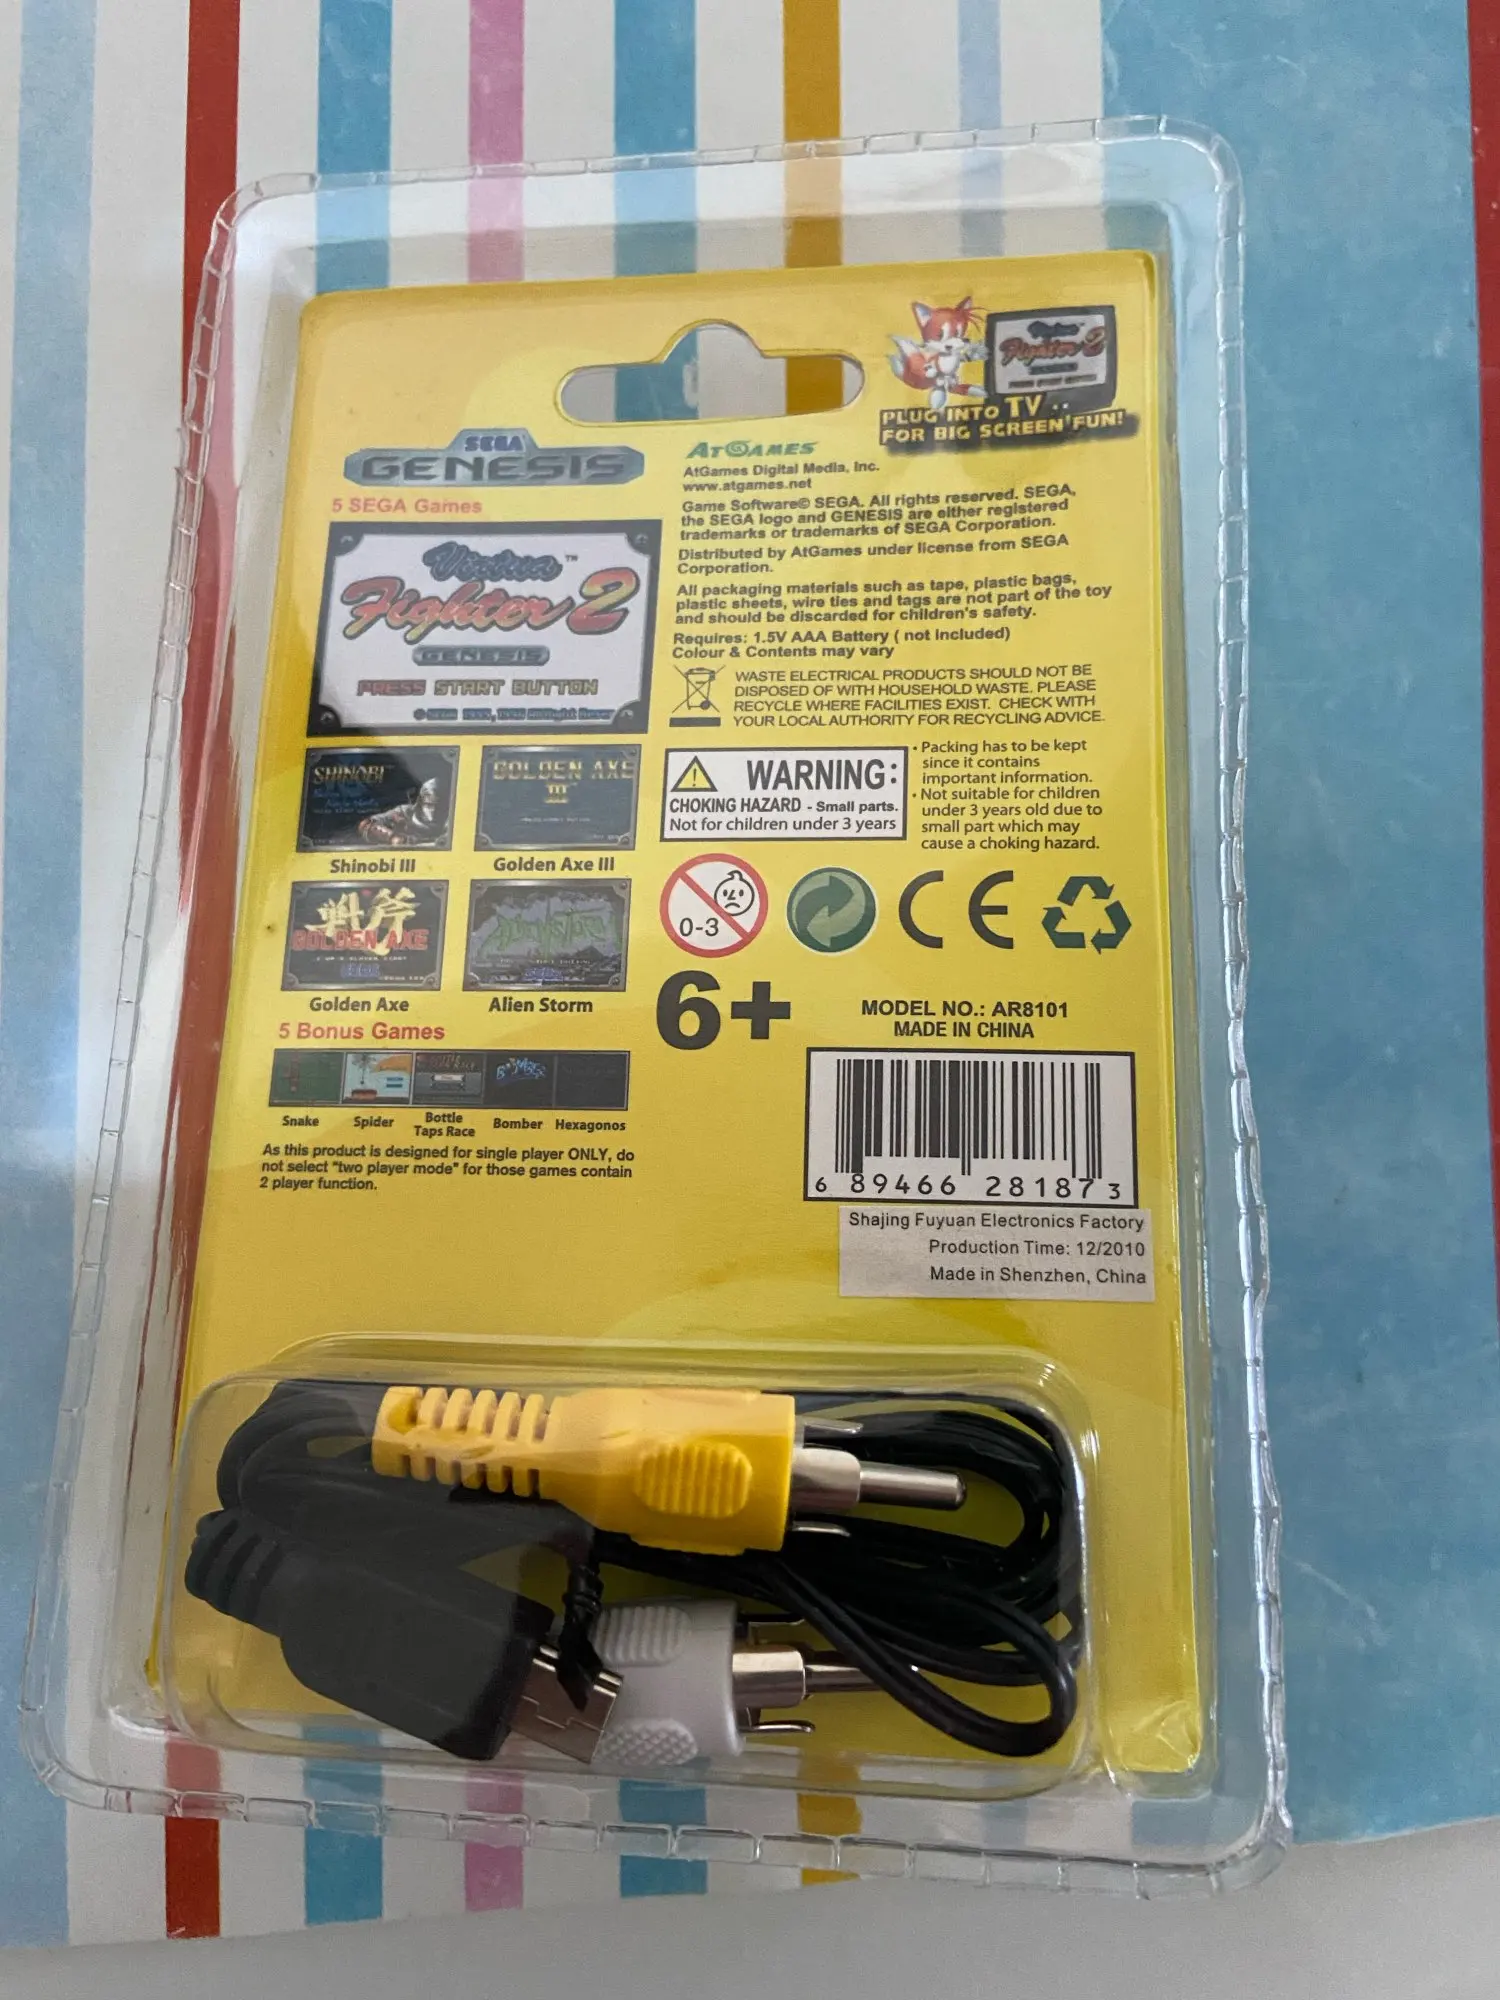 Virtua
Fighter 2
PLUG INTO TV..
FOR BIG SCREEN FUN!
SEGA
GENESIS
5 SEGA Games
Virtua™
Fighter 2
GENESIS
PRESS START BUTTON
SHINOBI
Shinobi III
GOLDEN AXE
III
Golden Axe III
戦斧
GOLDEN AXE
SEGA
Golden Axe
Alien Storm
5 Bonus Games
BOMBER
Snake
Spider
Bottle
Taps Race
Bomber
Hexagonos
As this product is designed for single player ONLY, do
not select "two player mode" for those games contain
2 player function.
ATGAMES
AtGames Digital Media, Inc.
www.atgames.net
Game Software© SEGA. All rights reserved. SEGA,
the SEGA logo and GENESIS are either registered
trademarks or trademarks of SEGA Corporation.
Distributed by AtGames under license from SEGA
Corporation.
All packaging materials such as tape, plastic bags,
plastic sheets, wire ties and tags are not part of the toy
and should be discarded for children's safety.
Requires: 1.5V AAA Battery ( not included)
Colour & Contents may vary
WASTE ELECTRICAL PRODUCTS SHOULD NOT BE
DISPOSED OF WITH HOUSEHOLD WASTE. PLEASE
RECYCLE WHERE FACILITIES EXIST. CHECK WITH
YOUR LOCAL AUTHORITY FOR RECYCLING ADVICE.
WARNING:
CHOKING HAZARD - Small parts.
Not for children under 3 years
• Packing has to be kept
since it contains
important information.
• Not suitable for children
under 3 years old due to
small part which may
cause a choking hazard.
0-3
CE
6+
MODEL NO.: AR8101
MADE IN CHINA
6 89466 28187 3
Shajing Fuyuan Electronics Factory
Production Time: 12/2010
Made in Shenzhen, China